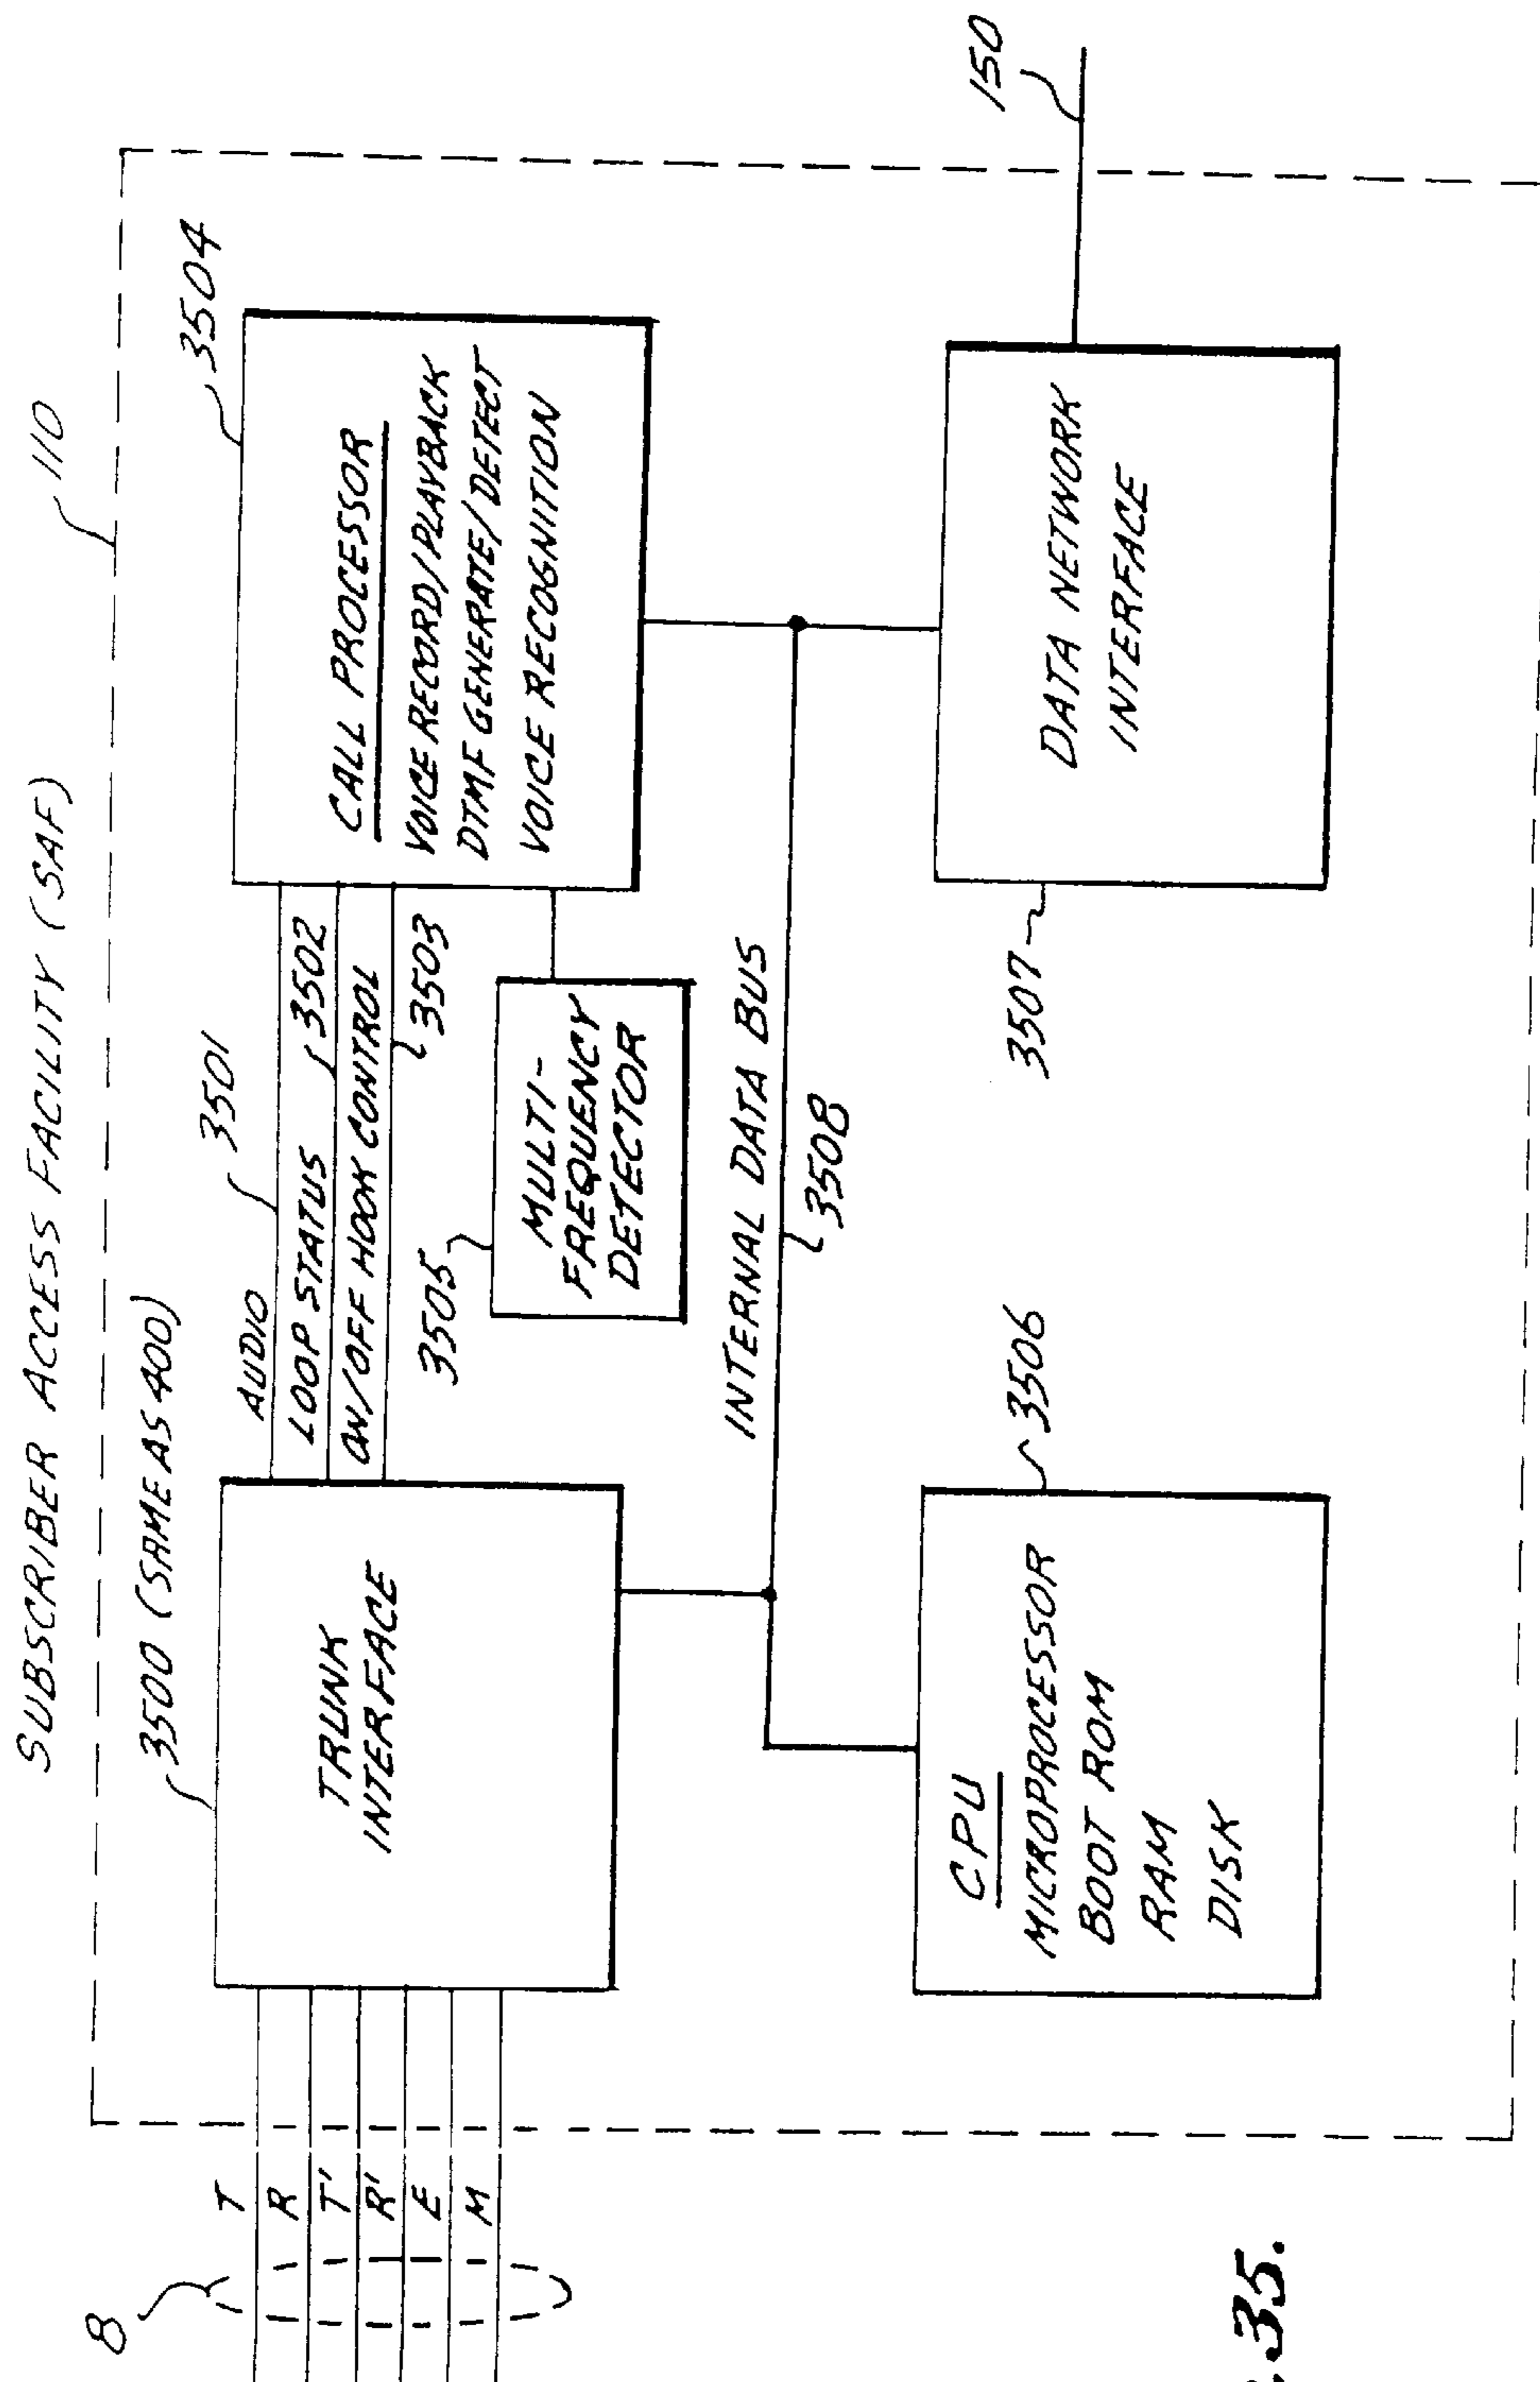 SUBSCRIBER ACCESS FACILITY (SAF)
110
3500 (SAME AS 400)
3501
3504
8
T
R
T'
R'
E
M
TRUNK
INTERFACE
AUDIO
LOOP STATUS
3502
ON/OFF HOOK CONTROL
3503
CALL PROCESSOR
VOICE RECORD/PLAYBACK
DTMF GENERATE/DETECT
VOICE RECOGNITION
3505
MULTI-
FREQUENCY
DETECTOR
INTERNAL DATA BUS
3508
CPU
MICROPROCESSOR
BOOT ROM
RAM
DISK
3506
3507
DATA NETWORK
INTERFACE
150
35.